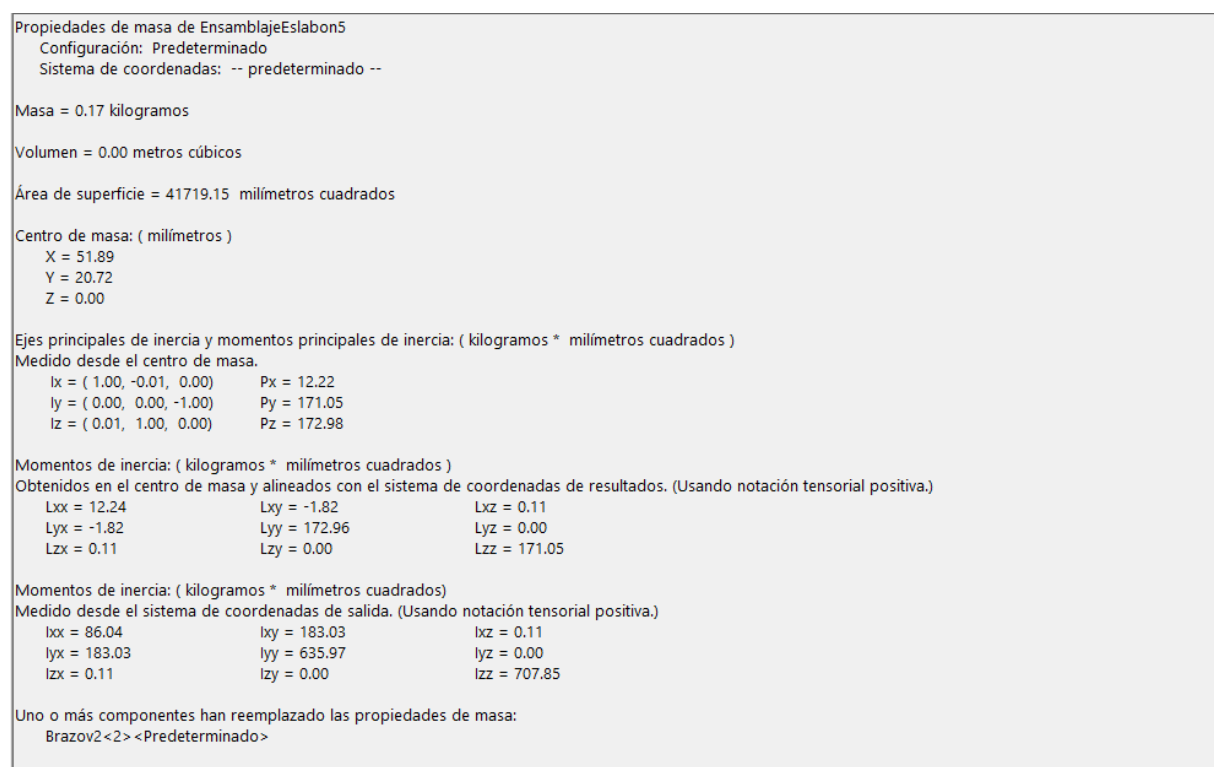 Propiedades de masa de EnsamblajeEslabon5
Configuración: Predeterminado
Sistema de coordenadas: -- predeterminado --
Masa = 0.17 kilogramos
Volumen = 0.00 metros cúbicos
Área de superficie = 41719.15 milímetros cuadrados
Centro de masa: ( milímetros )
X = 51.89
Y = 20.72
Z = 0.00
Ejes principales de inercia y momentos principales de inercia: ( kilogramos * milímetros cuadrados )
Medido desde el centro de masa.
Ix = ( 1.00, -0.01, 0.00) Px = 12.22
Iy = ( 0.00, 0.00, -1.00) Py = 171.05
Iz = ( 0.01, 1.00, 0.00) Pz = 172.98
Momentos de inercia: ( kilogramos * milímetros cuadrados )
Obtenidos en el centro de masa y alineados con el sistema de coordenadas de resultados. (Usando notación tensorial positiva.)
Lxx = 12.24 Lxy = -1.82 Lxz = 0.11
Lyx = -1.82 Lyy = 172.96 Lyz = 0.00
Lzx = 0.11 Lzy = 0.00 Lzz = 171.05
Momentos de inercia: ( kilogramos * milímetros cuadrados)
Medido desde el sistema de coordenadas de salida. (Usando notación tensorial positiva.)
Ixx = 86.04 Ixy = 183.03 Ixz = 0.11
Iyx = 183.03 Iyy = 635.97 Iyz = 0.00
Izx = 0.11 Izy = 0.00 Izz = 707.85
Uno o más componentes han reemplazado las propiedades de masa:
Brazov2<2><Predeterminado>